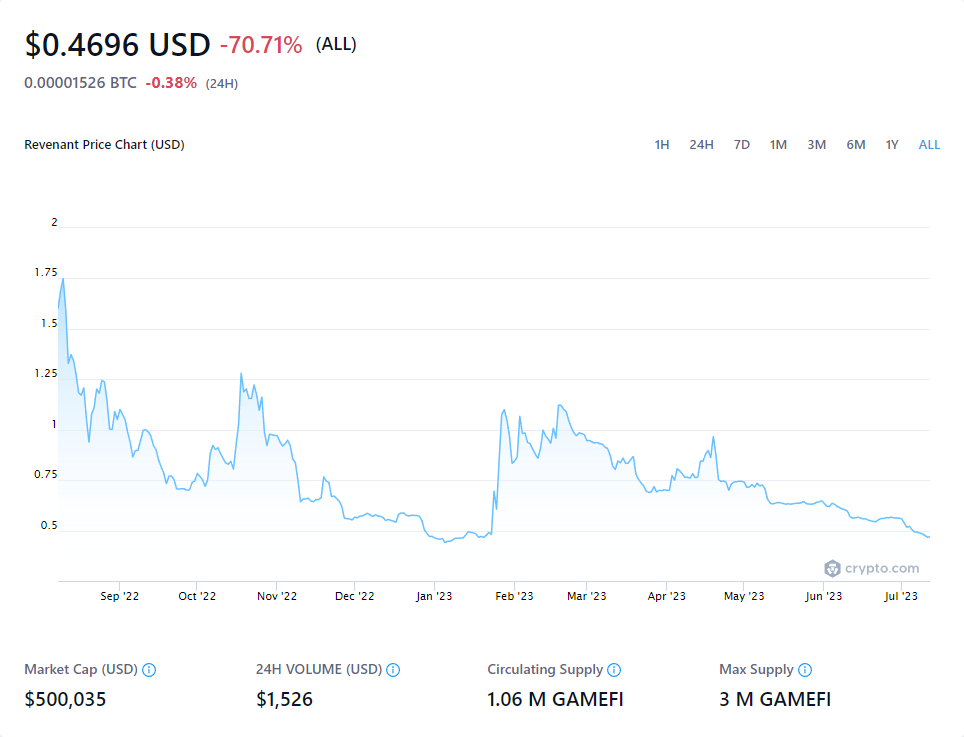 $0.4696 USD -70.71% (ALL)
0.00001526 BTC -0.38% (24H)
Revenant Price Chart (USD) 1H 24H 7D 1M 3M 6M 1Y ALL
2
1.75
1.5
1.25
1
0.75
0.5
crypto.com
Sep '22 Oct '22 Nov '22 Dec '22 Jan '23 Feb '23 Mar '23 Apr '23 May '23 Jun '23 Jul '23
Market Cap (USD) 24H VOLUME (USD) Circulating Supply Max Supply
$500,035 $1,526 1.06 M GAMEFI 3 M GAMEFI